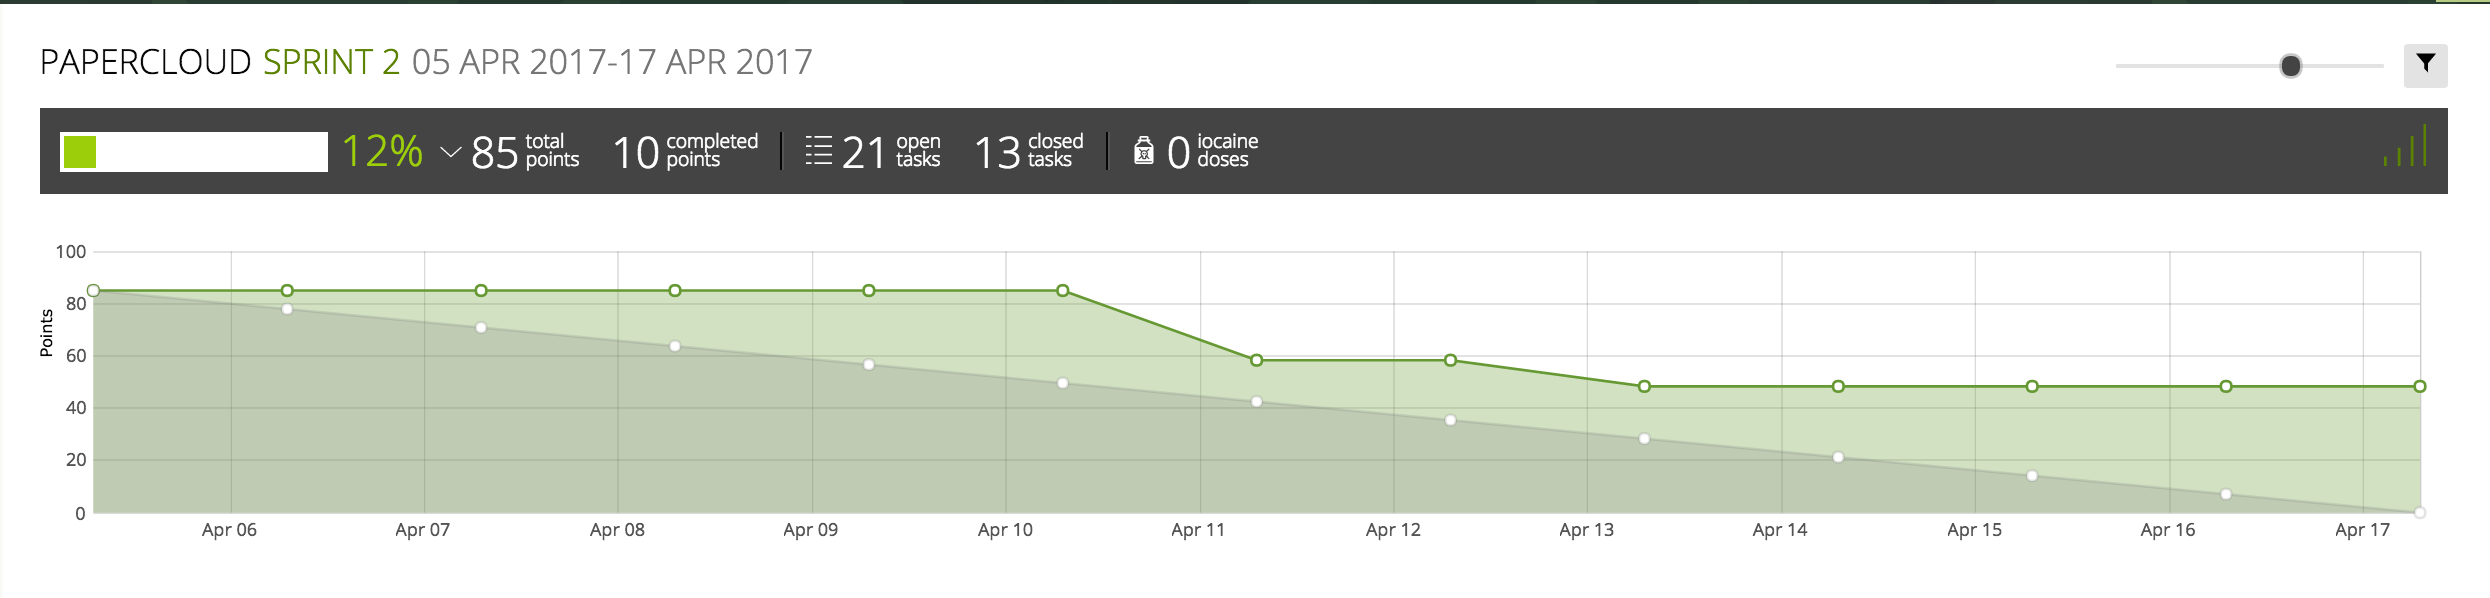 PAPERCLOUD SPRINT 2 05 APR 2017-17 APR 2017
12% 85 total points 10 completed points 21 open tasks 13 closed tasks 0 iocaine doses
Points
100
80
60
40
20
0
Apr 06 Apr 07 Apr 08 Apr 09 Apr 10 Apr 11 Apr 12 Apr 13 Apr 14 Apr 15 Apr 16 Apr 17